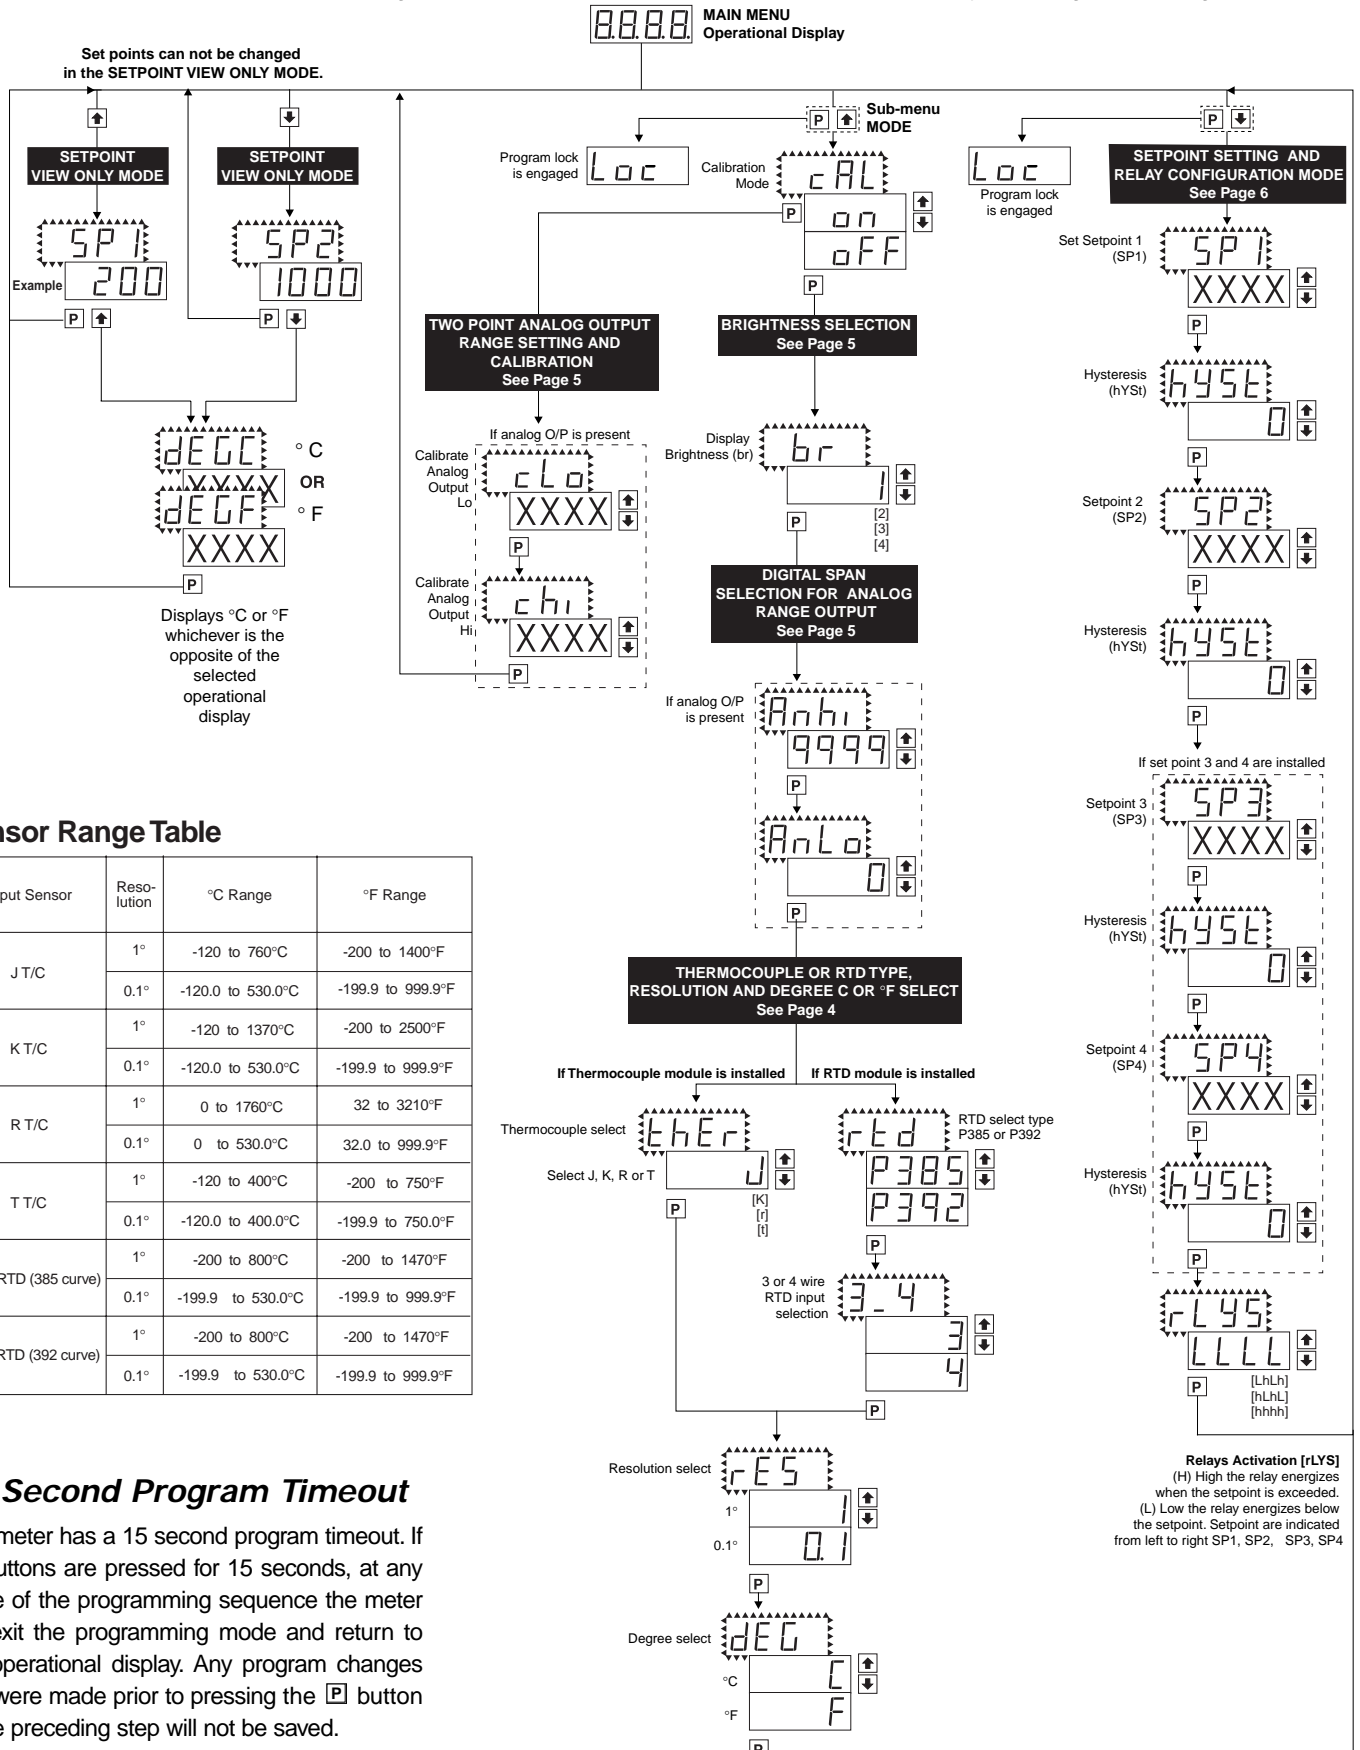 8.8.8.8.
MAIN MENU
Operational Display
Set points can not be changed
in the SETPOINT VIEW ONLY MODE.
SETPOINT
VIEW ONLY MODE
SP1
Example
200
P
SETPOINT
VIEW ONLY MODE
SP2
1000
P
dEGC
XXXX
° C
OR
dEGF
XXXX
° F
P
Displays °C or °F
whichever is the
opposite of the
selected
operational
display
P
Sub-menu
MODE
Program lock
is engaged
Loc
Calibration
Mode
cAL
P
on
oFF
P
TWO POINT ANALOG OUTPUT
RANGE SETTING AND
CALIBRATION
See Page 5
If analog O/P is present
Calibrate
Analog
Output
Lo
cLo
XXXX
P
Calibrate
Analog
Output
Hi
chi
XXXX
P
BRIGHTNESS SELECTION
See Page 5
Display
Brightness (br)
br
1
[2]
[3]
[4]
P
DIGITAL SPAN
SELECTION FOR ANALOG
RANGE OUTPUT
See Page 5
If analog O/P
is present
Anhi
9999
P
AnLo
0
P
THERMOCOUPLE OR RTD TYPE,
RESOLUTION AND DEGREE C OR °F SELECT
See Page 4
If Thermocouple module is installed
Thermocouple select
thEr
Select J, K, R or T
J
[K]
[r]
[t]
P
If RTD module is installed
rtd
RTD select type
P385 or P392
P385
P392
P
3 or 4 wire
RTD input
selection
3_4
3
4
P
Resolution select
rES
1°
1
0.1°
0.1
P
Degree select
dEG
°C
C
°F
F
P
P
Loc
Program lock
is engaged
SETPOINT SETTING AND
RELAY CONFIGURATION MODE
See Page 6
Set Setpoint 1
(SP1)
SP1
XXXX
P
Hysteresis
(hYSt)
hYSt
0
P
Setpoint 2
(SP2)
SP2
XXXX
P
Hysteresis
(hYSt)
hYSt
0
P
If set point 3 and 4 are installed
Setpoint 3
(SP3)
SP3
XXXX
P
Hysteresis
(hYSt)
hYSt
0
P
Setpoint 4
(SP4)
SP4
XXXX
P
Hysteresis
(hYSt)
hYSt
0
P
rLYS
LLLL
[LhLh]
[hLhL]
[hhhh]
P
Relays Activation [rLYS]
(H) High the relay energizes
when the setpoint is exceeded.
(L) Low the relay energizes below
the setpoint. Setpoint are indicated
from left to right SP1, SP2, SP3, SP4
nsor Range Table
put Sensor Reso-lution °C Range °F Range
J T/C 1° -120 to 760°C -200 to 1400°F
0.1° -120.0 to 530.0°C -199.9 to 999.9°F
K T/C 1° -120 to 1370°C -200 to 2500°F
0.1° -120.0 to 530.0°C -199.9 to 999.9°F
R T/C 1° 0 to 1760°C 32 to 3210°F
0.1° 0 to 530.0°C 32.0 to 999.9°F
T T/C 1° -120 to 400°C -200 to 750°F
0.1° -120.0 to 400.0°C -199.9 to 750.0°F
RTD (385 curve) 1° -200 to 800°C -200 to 1470°F
0.1° -199.9 to 530.0°C -199.9 to 999.9°F
RTD (392 curve) 1° -200 to 800°C -200 to 1470°F
0.1° -199.9 to 530.0°C -199.9 to 999.9°F
Second Program Timeout
meter has a 15 second program timeout. If
uttons are pressed for 15 seconds, at any
e of the programming sequence the meter
exit the programming mode and return to
operational display. Any program changes
were made prior to pressing the P button
e preceding step will not be saved.